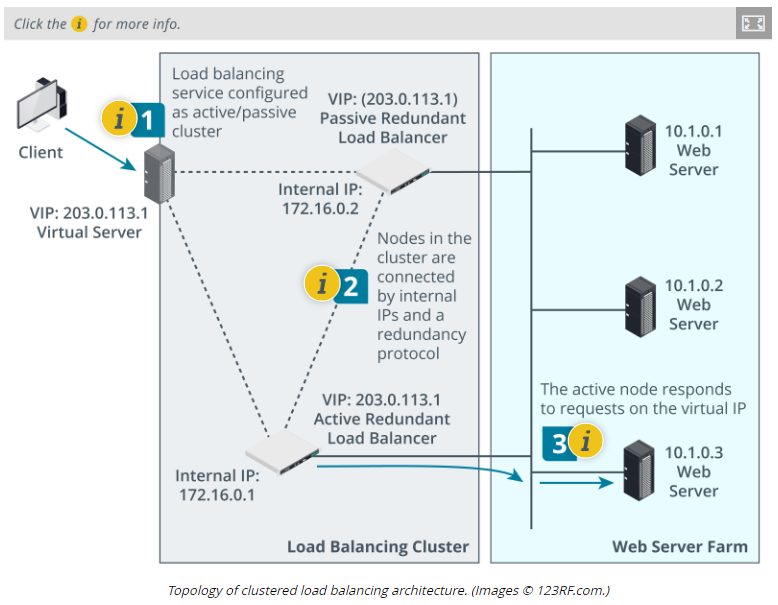 Click the i for more info.
Load balancing
service configured
as active/passive
cluster
i 1
Client
VIP: 203.0.113.1
Virtual Server
VIP: (203.0.113.1)
Passive Redundant
Load Balancer
Internal IP:
172.16.0.2
Nodes in the
cluster are
connected
by internal
IPs and a
redundancy
protocol
i 2
VIP: 203.0.113.1
Active Redundant
Load Balancer
Internal IP:
172.16.0.1
Load Balancing Cluster
10.1.0.1
Web
Server
10.1.0.2
Web
Server
The active node responds
to requests on the virtual IP
3 i
10.1.0.3
Web
Server
Web Server Farm
Topology of clustered load balancing architecture. (Images © 123RF.com.)